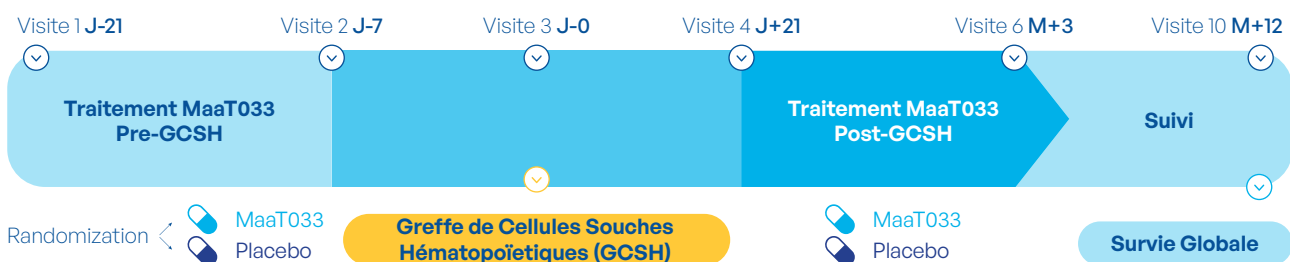 Visite 1 J-21
Visite 2 J-7
Visite 3 J-0
Visite 4 J+21
Visite 6 M+3
Visite 10 M+12
Traitement MaaT033
Pre-GCSH
Traitement MaaT033
Post-GCSH
Suivi
Randomization
MaaT033
Placebo
Greffe de Cellules Souches
Hématopoïetiques (GCSH)
MaaT033
Placebo
Survie Globale